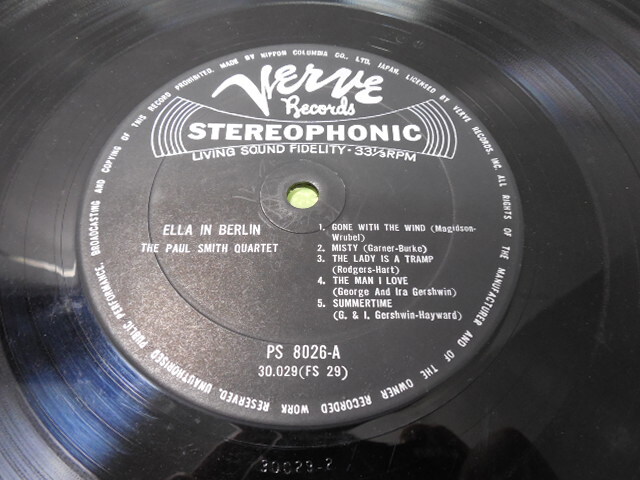 BROADCASTING AND COPYING OF THIS RECORD PROHIBITED. MADE BY NIPPON COLUMBIA CO., LTD. JAPAN. LICENSED BY VERVE RECORDS, INC. ALL RIGHTS OF THE MANUFACTURER AND OF THE OWNER RECORDED WORK RESERVED. UNAUTHORISED PUBLIC PERFORMANCE,
Verve
Records
STEREOPHONIC
LIVING SOUND FIDELITY · 33⅓ RPM
ELLA IN BERLIN
THE PAUL SMITH QUARTET
1. GONE WITH THE WIND (Magidson-
Wrubel)
2. MISTY (Garner-Burke)
3. THE LADY IS A TRAMP
(Rodgers-Hart)
4. THE MAN I LOVE
(George And Ira Gershwin)
5. SUMMERTIME
(G. & I. Gershwin-Hayward)
PS 8026-A
30.029(FS 29)
30029-2